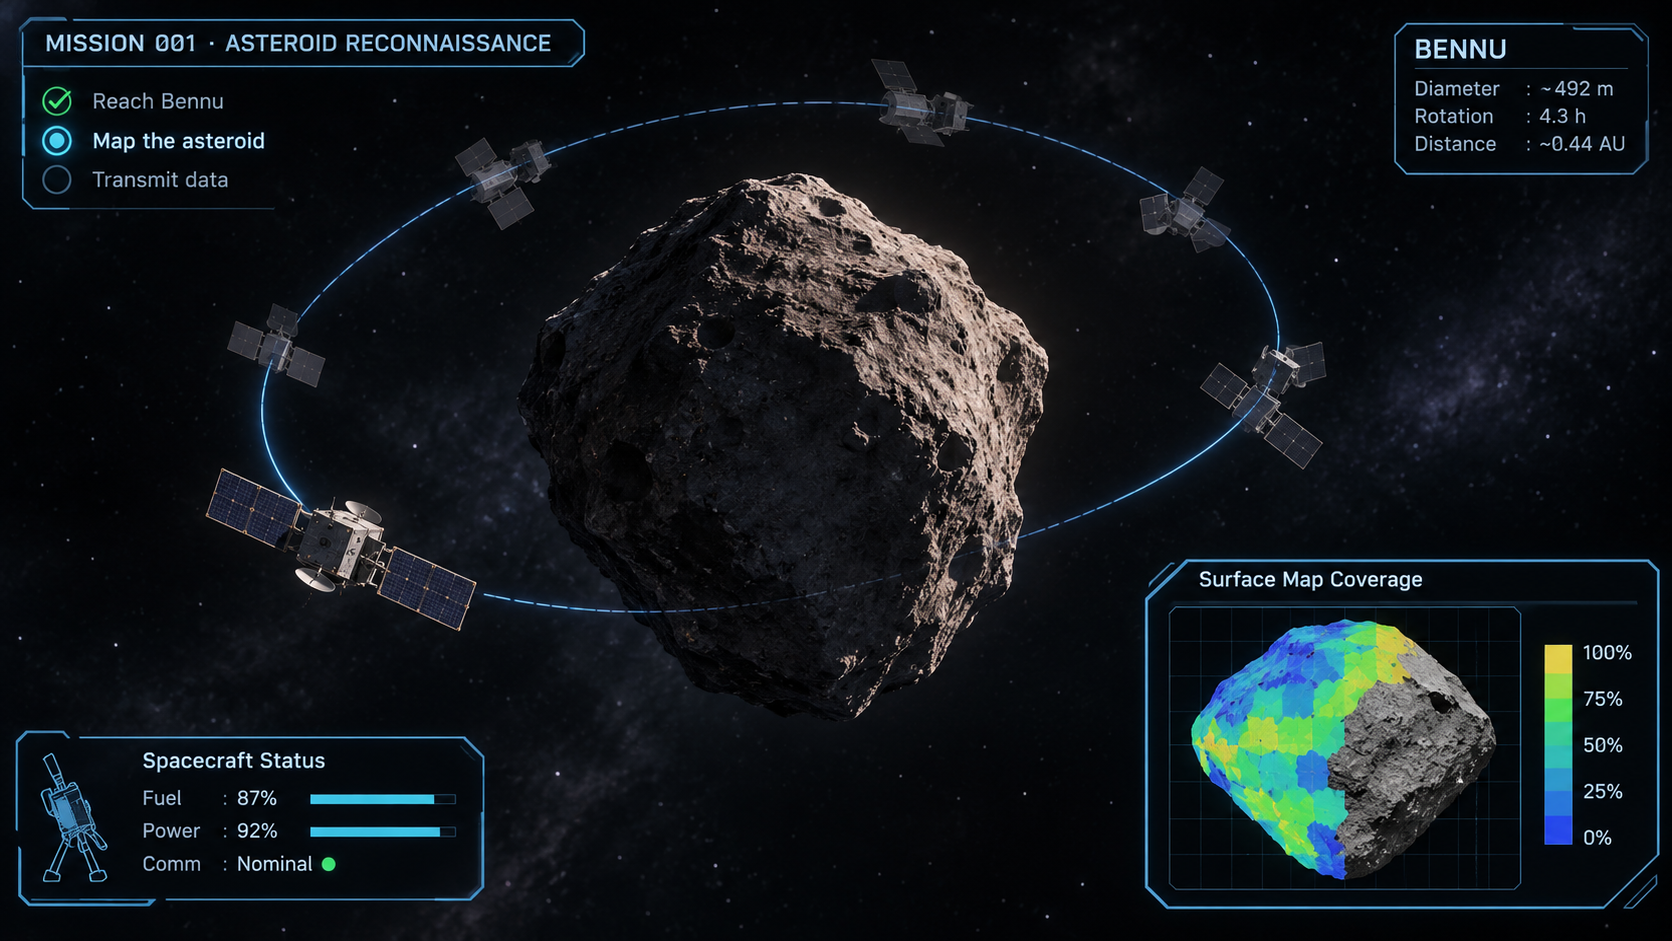 MISSION 001 · ASTEROID RECONNAISSANCE
Reach Bennu
Map the asteroid
Transmit data
BENNU
Diameter : ~492 m
Rotation : 4.3 h
Distance : ~0.44 AU
Surface Map Coverage
100%
75%
50%
25%
0%
Spacecraft Status
Fuel : 87%
Power : 92%
Comm : Nominal